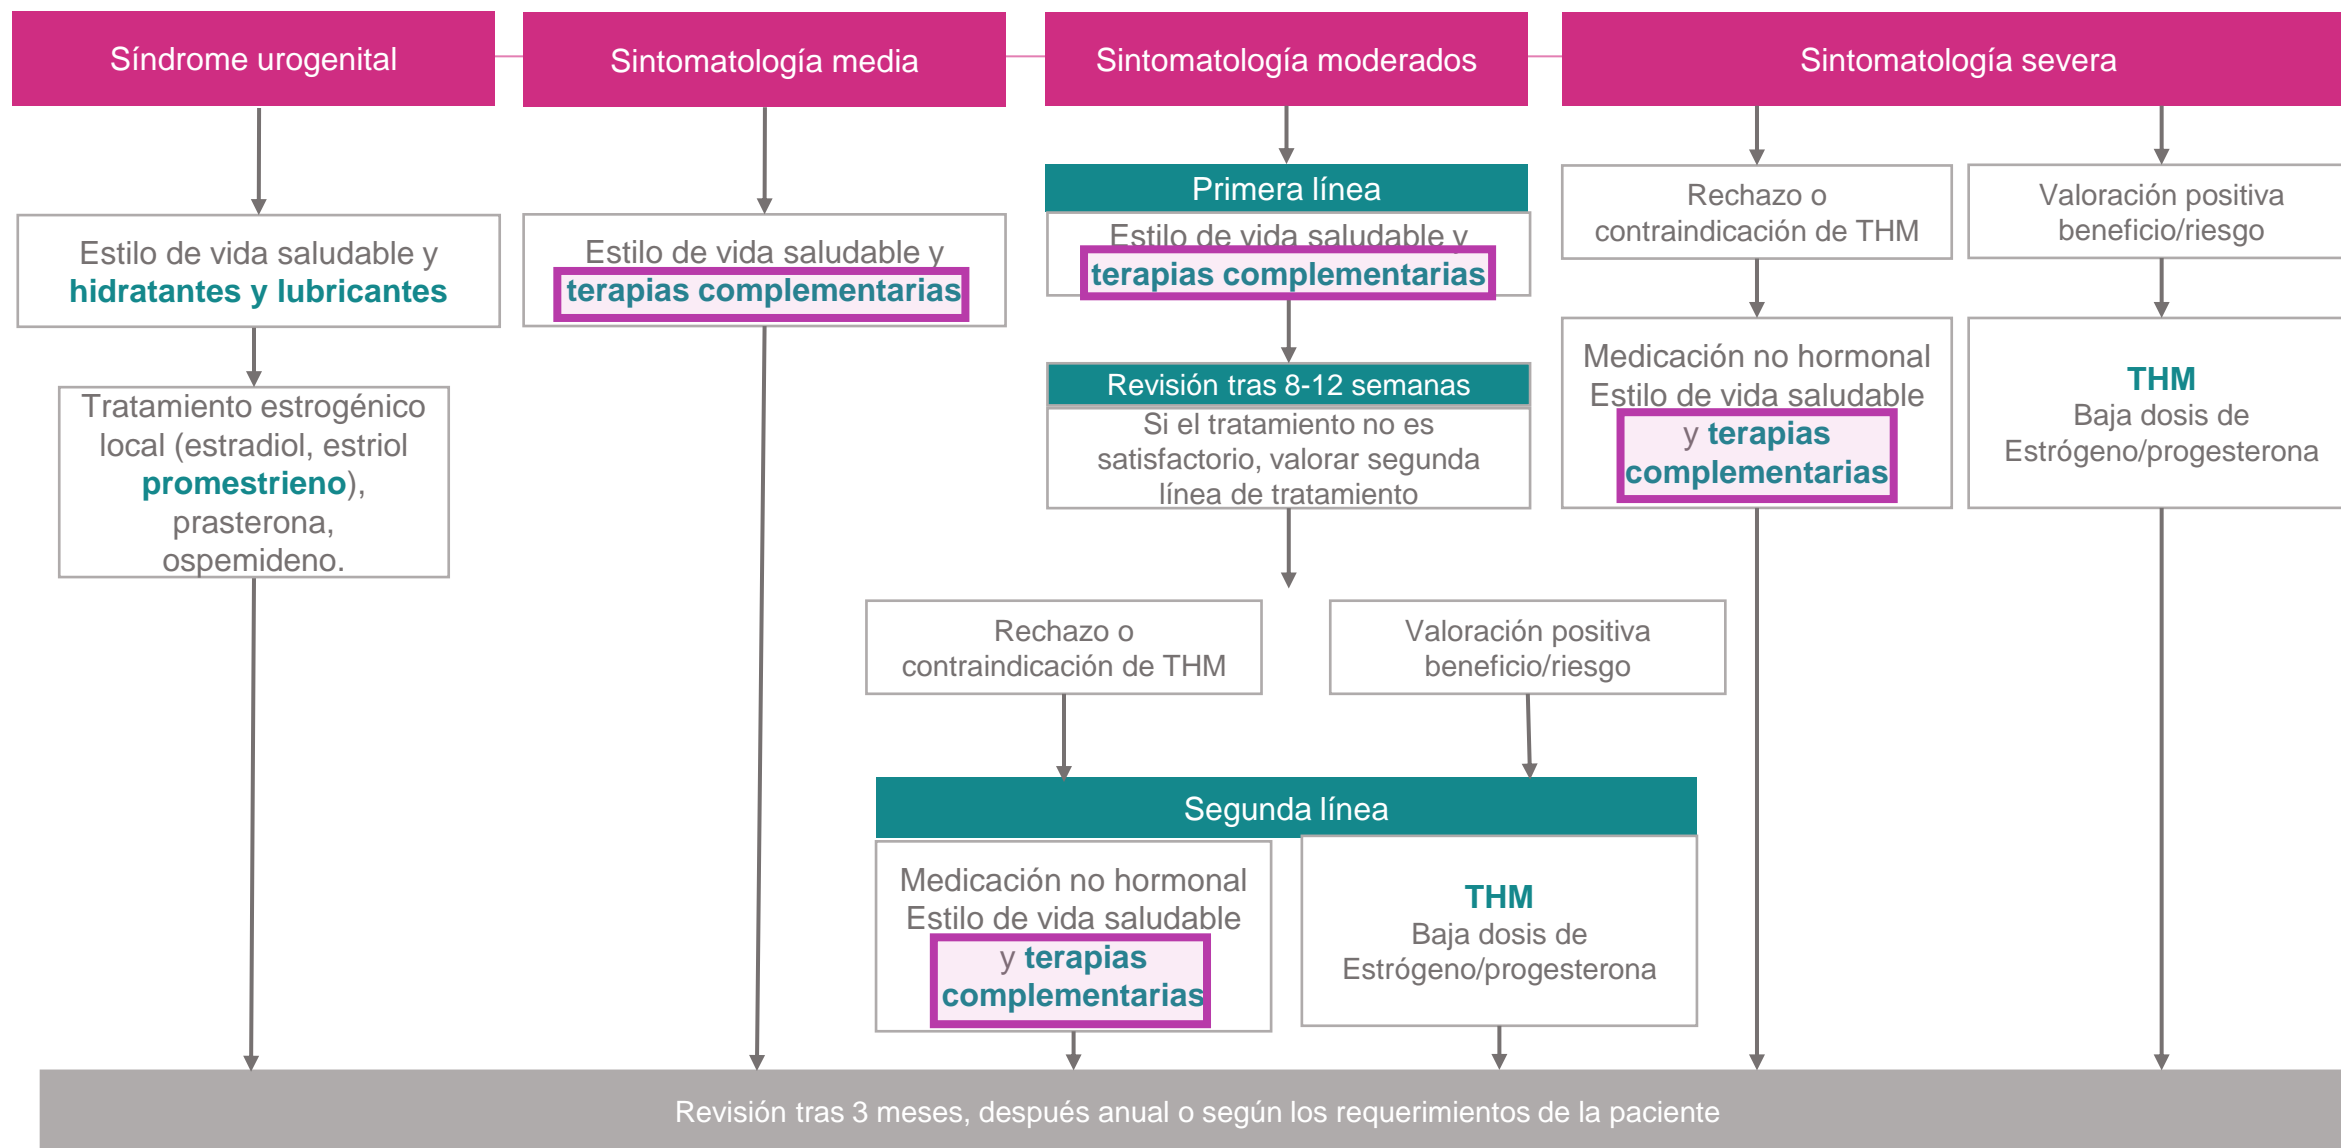 Síndrome urogenital
Sintomatología media
Sintomatología moderados
Sintomatología severa
Estilo de vida saludable y
hidratantes y lubricantes
Tratamiento estrogénico
local (estradiol, estriol
promestrieno),
prasterona,
ospemideno.
Estilo de vida saludable y
terapias complementarias
Primera línea
Estilo de vida saludable y
terapias complementarias
Revisión tras 8-12 semanas
Si el tratamiento no es
satisfactorio, valorar segunda
línea de tratamiento
Rechazo o
contraindicación de THM
Valoración positiva
beneficio/riesgo
Segunda línea
Medicación no hormonal
Estilo de vida saludable
y terapias
complementarias
THM
Baja dosis de
Estrógeno/progesterona
Rechazo o
contraindicación de THM
Medicación no hormonal
Estilo de vida saludable
y terapias
complementarias
Valoración positiva
beneficio/riesgo
THM
Baja dosis de
Estrógeno/progesterona
Revisión tras 3 meses, después anual o según los requerimientos de la paciente